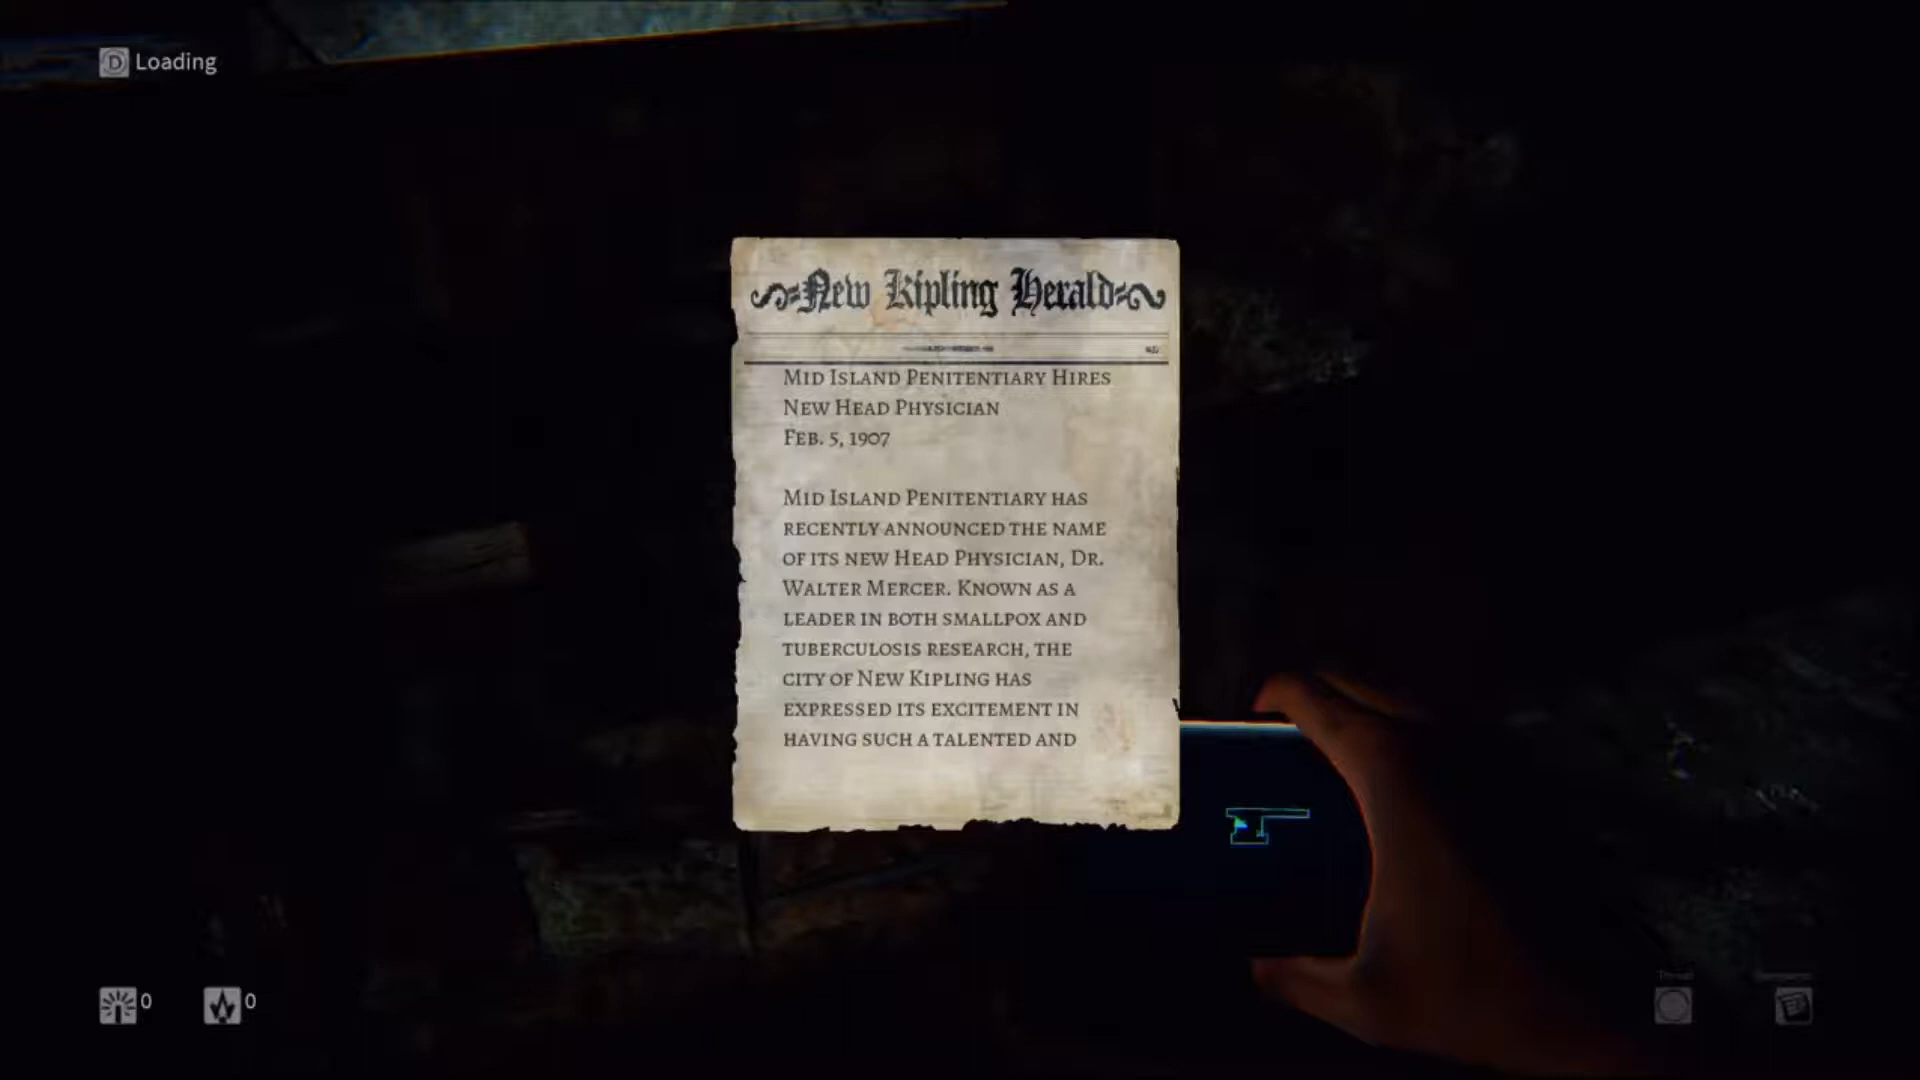 D Loading
New Kipling Herald
Mid Island Penitentiary Hires
New Head Physician
Feb. 5, 1907
Mid Island Penitentiary has
recently announced the name
of its new Head Physician, Dr.
Walter Mercer. Known as a
leader in both smallpox and
tuberculosis research, the
city of New Kipling has
expressed its excitement in
having such a talented and
0
0